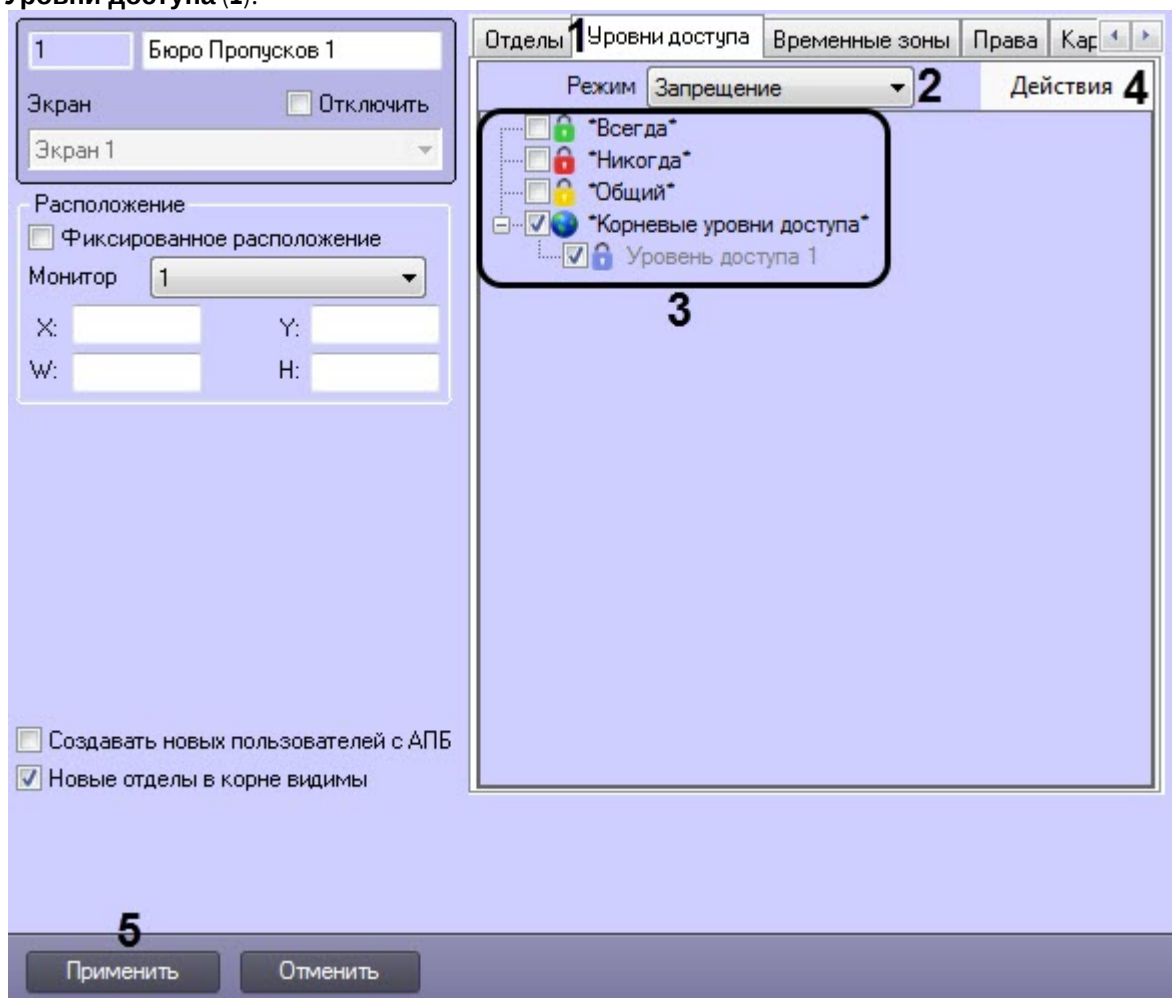 Уровни доступа (1).
1 Бюро Пропусков 1
Экран Отключить
Экран 1
Расположение
Фиксированное расположение
Монитор 1
X: Y:
W: H:
Создавать новых пользователей с АПБ
Новые отделы в корне видимы
Отделы 1 Уровни доступа Временные зоны Права Кар
Режим Запрещение 2 Действия 4
*Всегда*
*Никогда*
*Общий*
*Корневые уровни доступа*
Уровень доступа 1
3
5
Применить Отменить